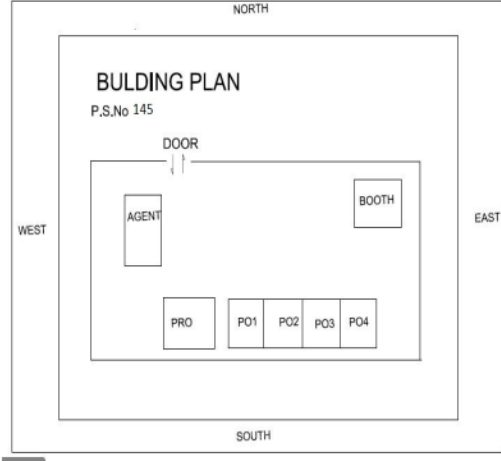 NORTH
BULDING PLAN
P.S.No 145
DOOR
BOOTH
AGENT
WEST
EAST
PRO
PO1
PO2
PO3
PO4
SOUTH